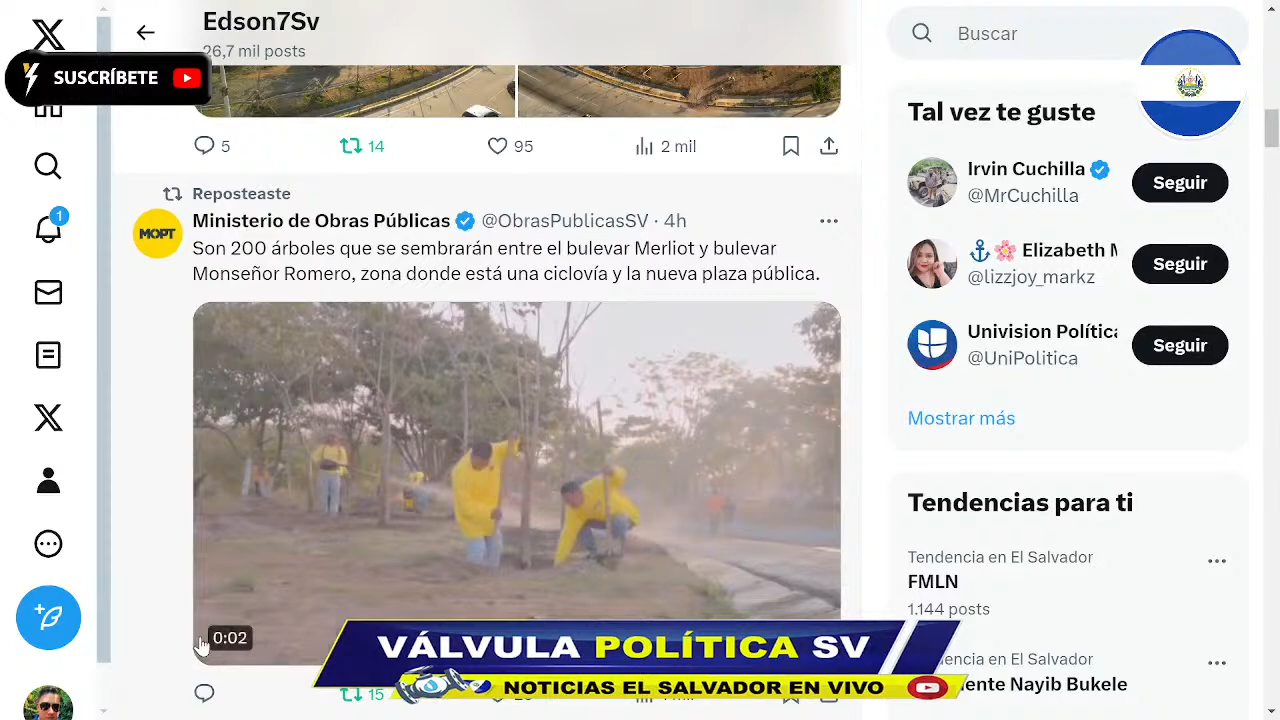 Edson7Sv
26,7 mil posts
SUSCRÍBETE
5
14
95
2 mil
Reposteaste
MOPT
Ministerio de Obras Públicas @ObrasPublicasSV · 4h
Son 200 árboles que se sembrarán entre el bulevar Merliot y bulevar
Monseñor Romero, zona donde está una ciclovía y la nueva plaza pública.
0:02
15
1
Buscar
Tal vez te guste
Irvin Cuchilla
@MrCuchilla
Seguir
Elizabeth M
@lizzjoy_markz
Seguir
Univision Política
@UniPolitica
Seguir
Mostrar más
Tendencias para ti
Tendencia en El Salvador
FMLN
1.144 posts
encia en El Salvador
ente Nayib Bukele
VÁLVULA POLÍTICA SV
NOTICIAS EL SALVADOR EN VIVO